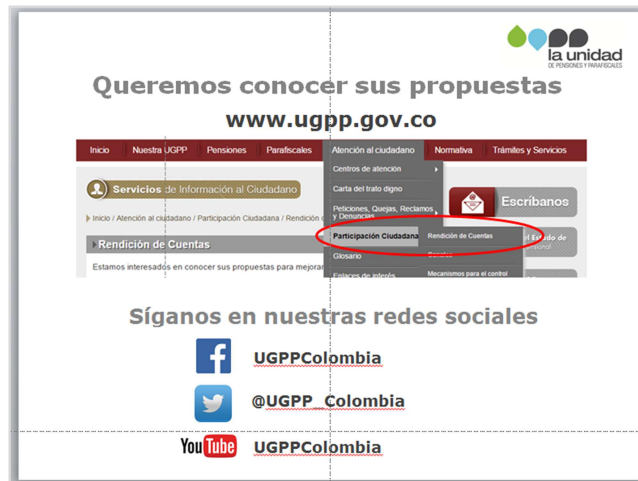 la unidad
DE PENSIONES Y PARAFISCALES
Queremos conocer sus propuestas
www.ugpp.gov.co
Inicio Nuestra UGPP Pensiones Parafiscales Atención al ciudadano Normativa Trámites y Servicios
Centros de atención
Servicios de Información al Ciudadano
Carta del trato digno
Escríbanos
Peticiones, Quejas, Reclamos
y Denuncias
Inicio / Atención al ciudadano / Participación Ciudadana / Rendición
Participación Ciudadana Rendición de Cuentas
Rendición de Cuentas
Glosario
Estamos interesados en conocer sus propuestas para mejorar
Enlaces de interés
Mecanismos para el control
Síganos en nuestras redes sociales
f UGPPColombia
@UGPP_Colombia
YouTube UGPPColombia